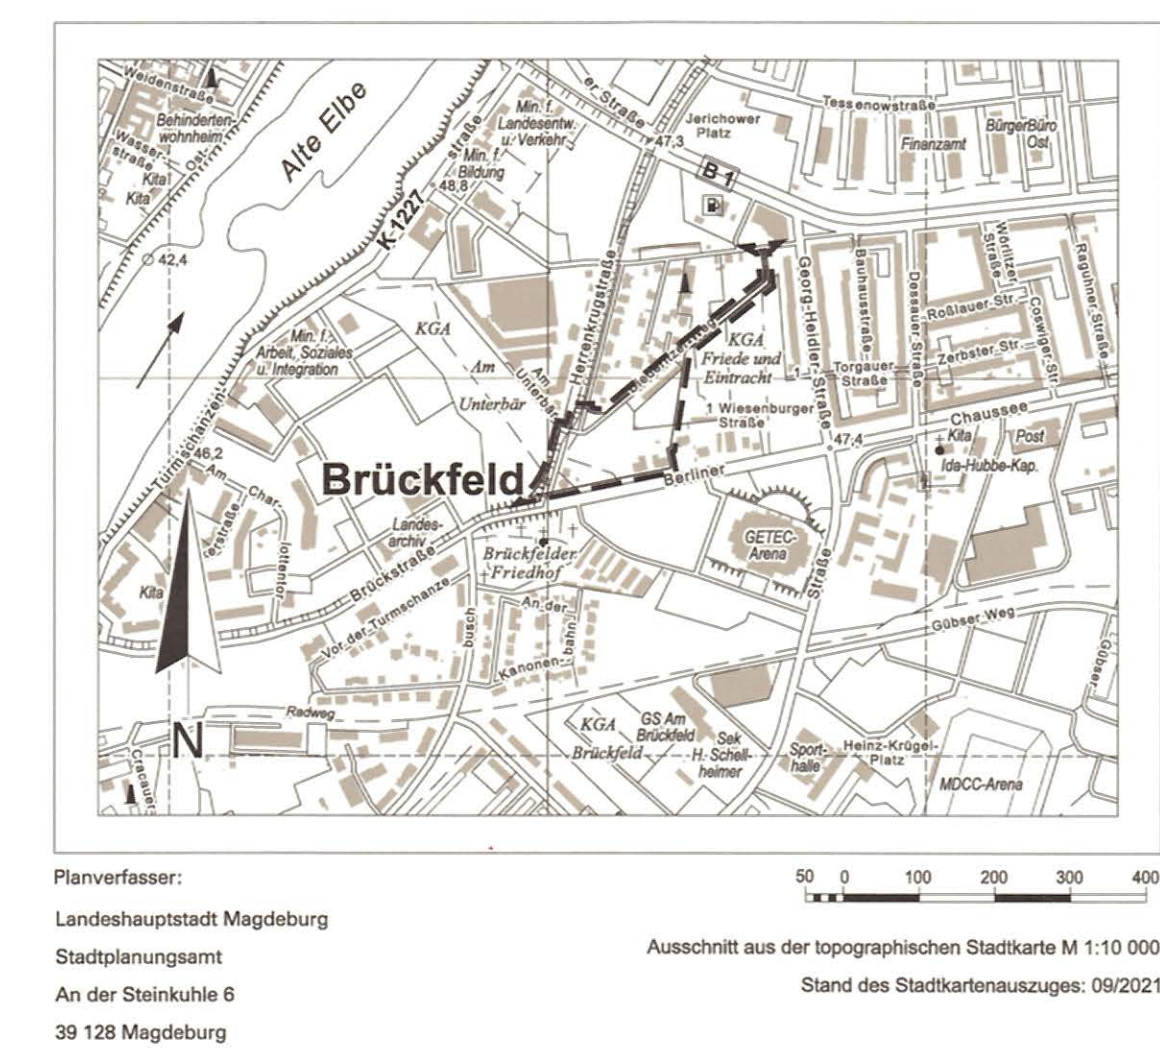 Weidenstraße
Behinderten-
wohnheim
Wasser-
straße
Ost-
Kita
Kita
42,4
Alte Elbe
K 1227
straße
Min. f.
Landesentw.
u. Verkehr
Min. f.
Bildung
48,8
er Straße
47,3
Jerichower
Platz
B 1
Tessenowstraße
Finanzamt
BürgerBüro
Ost
Georg-Heidler-Straße
Bauhausstraße
Dessauer Straße
Wörlitzer
Straße
Roßlauer Str.
Coswiger Str.
Raguhner Straße
Zerbster Str.
Torgauer
Straße
1
Herrenkrugstraße
KGA
Am
Unterbär
Am
Unterbär
KGA
Friede und
Eintracht
1 Wiesenburger
Straße
Min. f.
Arbeit, Soziales
u. Integration
Turmschanzen
46,2
Am Char-
lottentor
erstraße
Kita
Brückfeld
Berliner
Chaussee
47,4
Kita
Post
Ida-Hubbe-Kap.
Landes-
archiv
Brückstraße
Brückfelder
Friedhof
GETEC-
Arena
Straße
Vor der Turmschanze
busch
An der
Kanonen-
bahn
Gübser Weg
Gübser
Radweg
N
Cracauer
KGA
Brückfeld
GS Am
Brückfeld
Sek
H. Schell-
heimer
Sport-
halle
Heinz-Krügel-
Platz
MDCC-Arena
Planverfasser:
Landeshauptstadt Magdeburg
Stadtplanungsamt
An der Steinkuhle 6
39 128 Magdeburg
50 0 100 200 300 400
Ausschnitt aus der topographischen Stadtkarte M 1:10 000
Stand des Stadtkartenauszuges: 09/2021